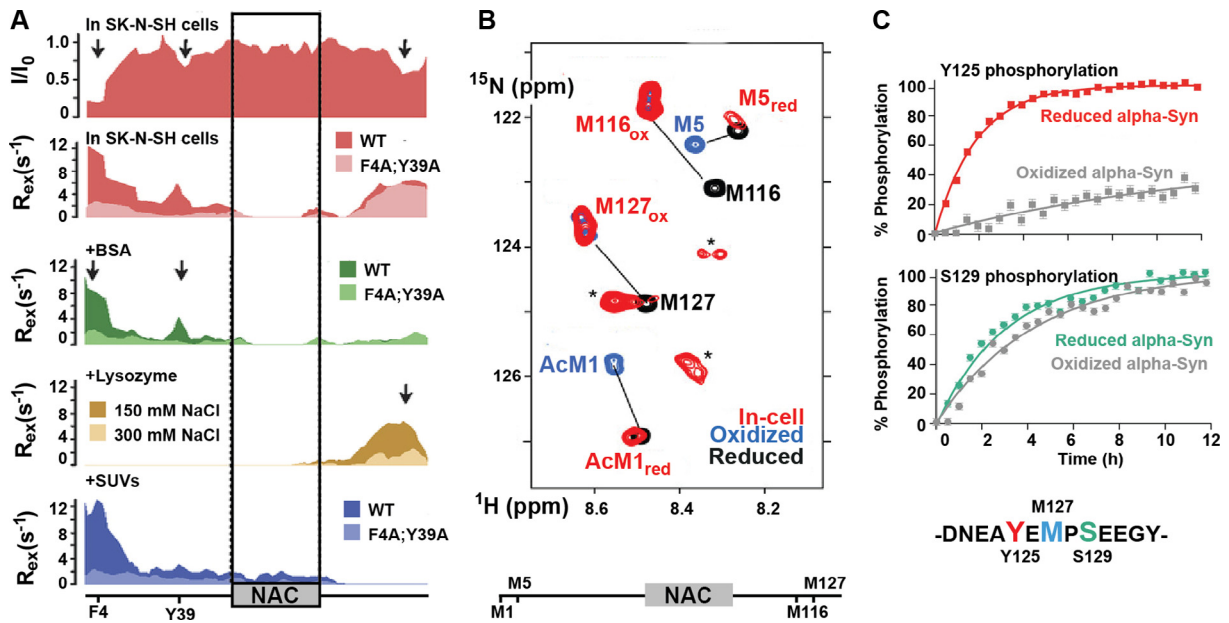 A
In SK-N-SH cells
I/I0
1.0
0.5
0
In SK-N-SH cells
Rex(s-1)
12
8
4
0
WT
F4A;Y39A
+BSA
Rex(s-1)
12
8
4
0
WT
F4A;Y39A
+Lysozyme
Rex(s-1)
12
8
4
0
150 mM NaCl
300 mM NaCl
+SUVs
Rex(s-1)
12
8
4
0
WT
F4A;Y39A
NAC
F4
Y39
B
15N (ppm)
122
124
126
M5red
M5
M116ox
M116
M127ox
*
*
M127
AcM1
*
In-cell
Oxidized
Reduced
AcM1red
1H (ppm)
8.6
8.4
8.2
M5
M127
NAC
M1
M116
C
Y125 phosphorylation
% Phosphorylation
100
80
60
40
20
0
Reduced alpha-Syn
Oxidized alpha-Syn
S129 phosphorylation
% Phosphorylation
100
80
60
40
20
0
Reduced alpha-Syn
Oxidized alpha-Syn
0 2 4 6 8 10 12
Time (h)
M127
-DNEAYEMPSEEGY-
Y125 S129